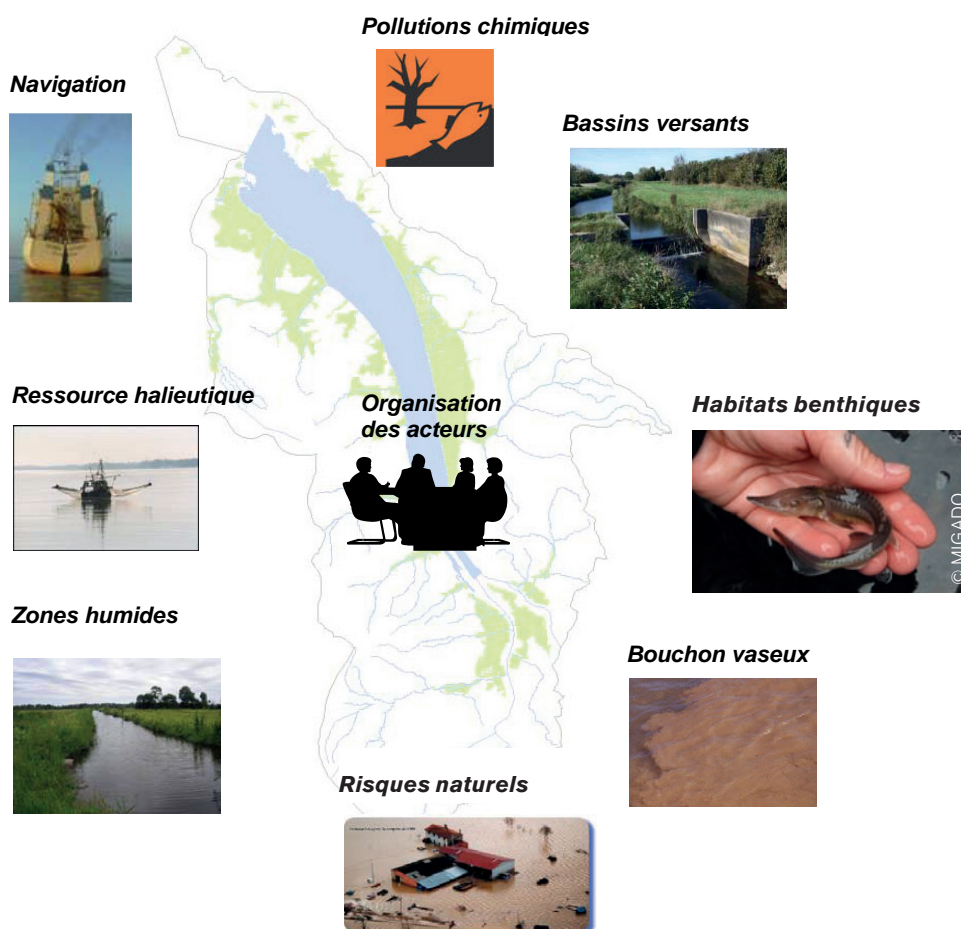 Pollutions chimiques
Navigation
Bassins versants
Ressource halieutique
Organisation
des acteurs
Habitats benthiques
© MIGADO
Zones humides
Bouchon vaseux
Risques naturels